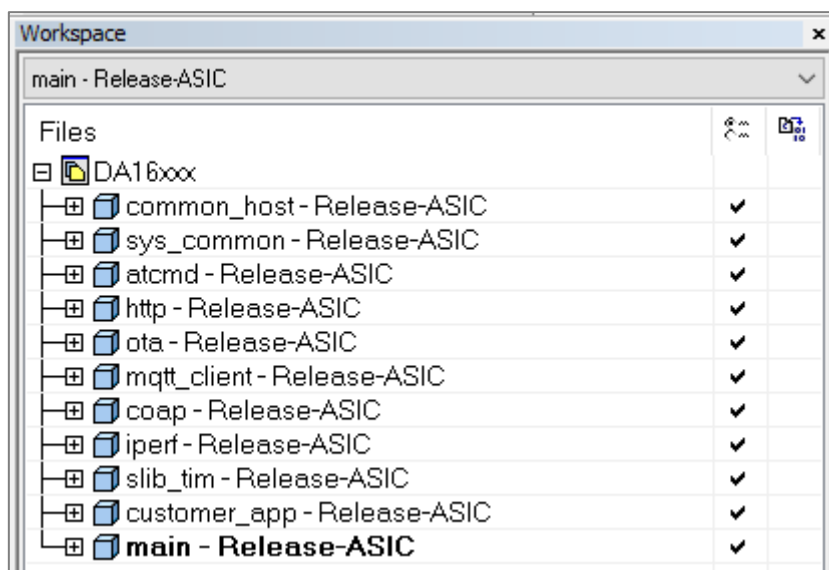 Workspace
main - Release-ASIC
Files
DA16xxx
common_host - Release-ASIC
sys_common - Release-ASIC
atcmd - Release-ASIC
http - Release-ASIC
ota - Release-ASIC
mqtt_client - Release-ASIC
coap - Release-ASIC
iperf - Release-ASIC
slib_tim - Release-ASIC
customer_app - Release-ASIC
main - Release-ASIC